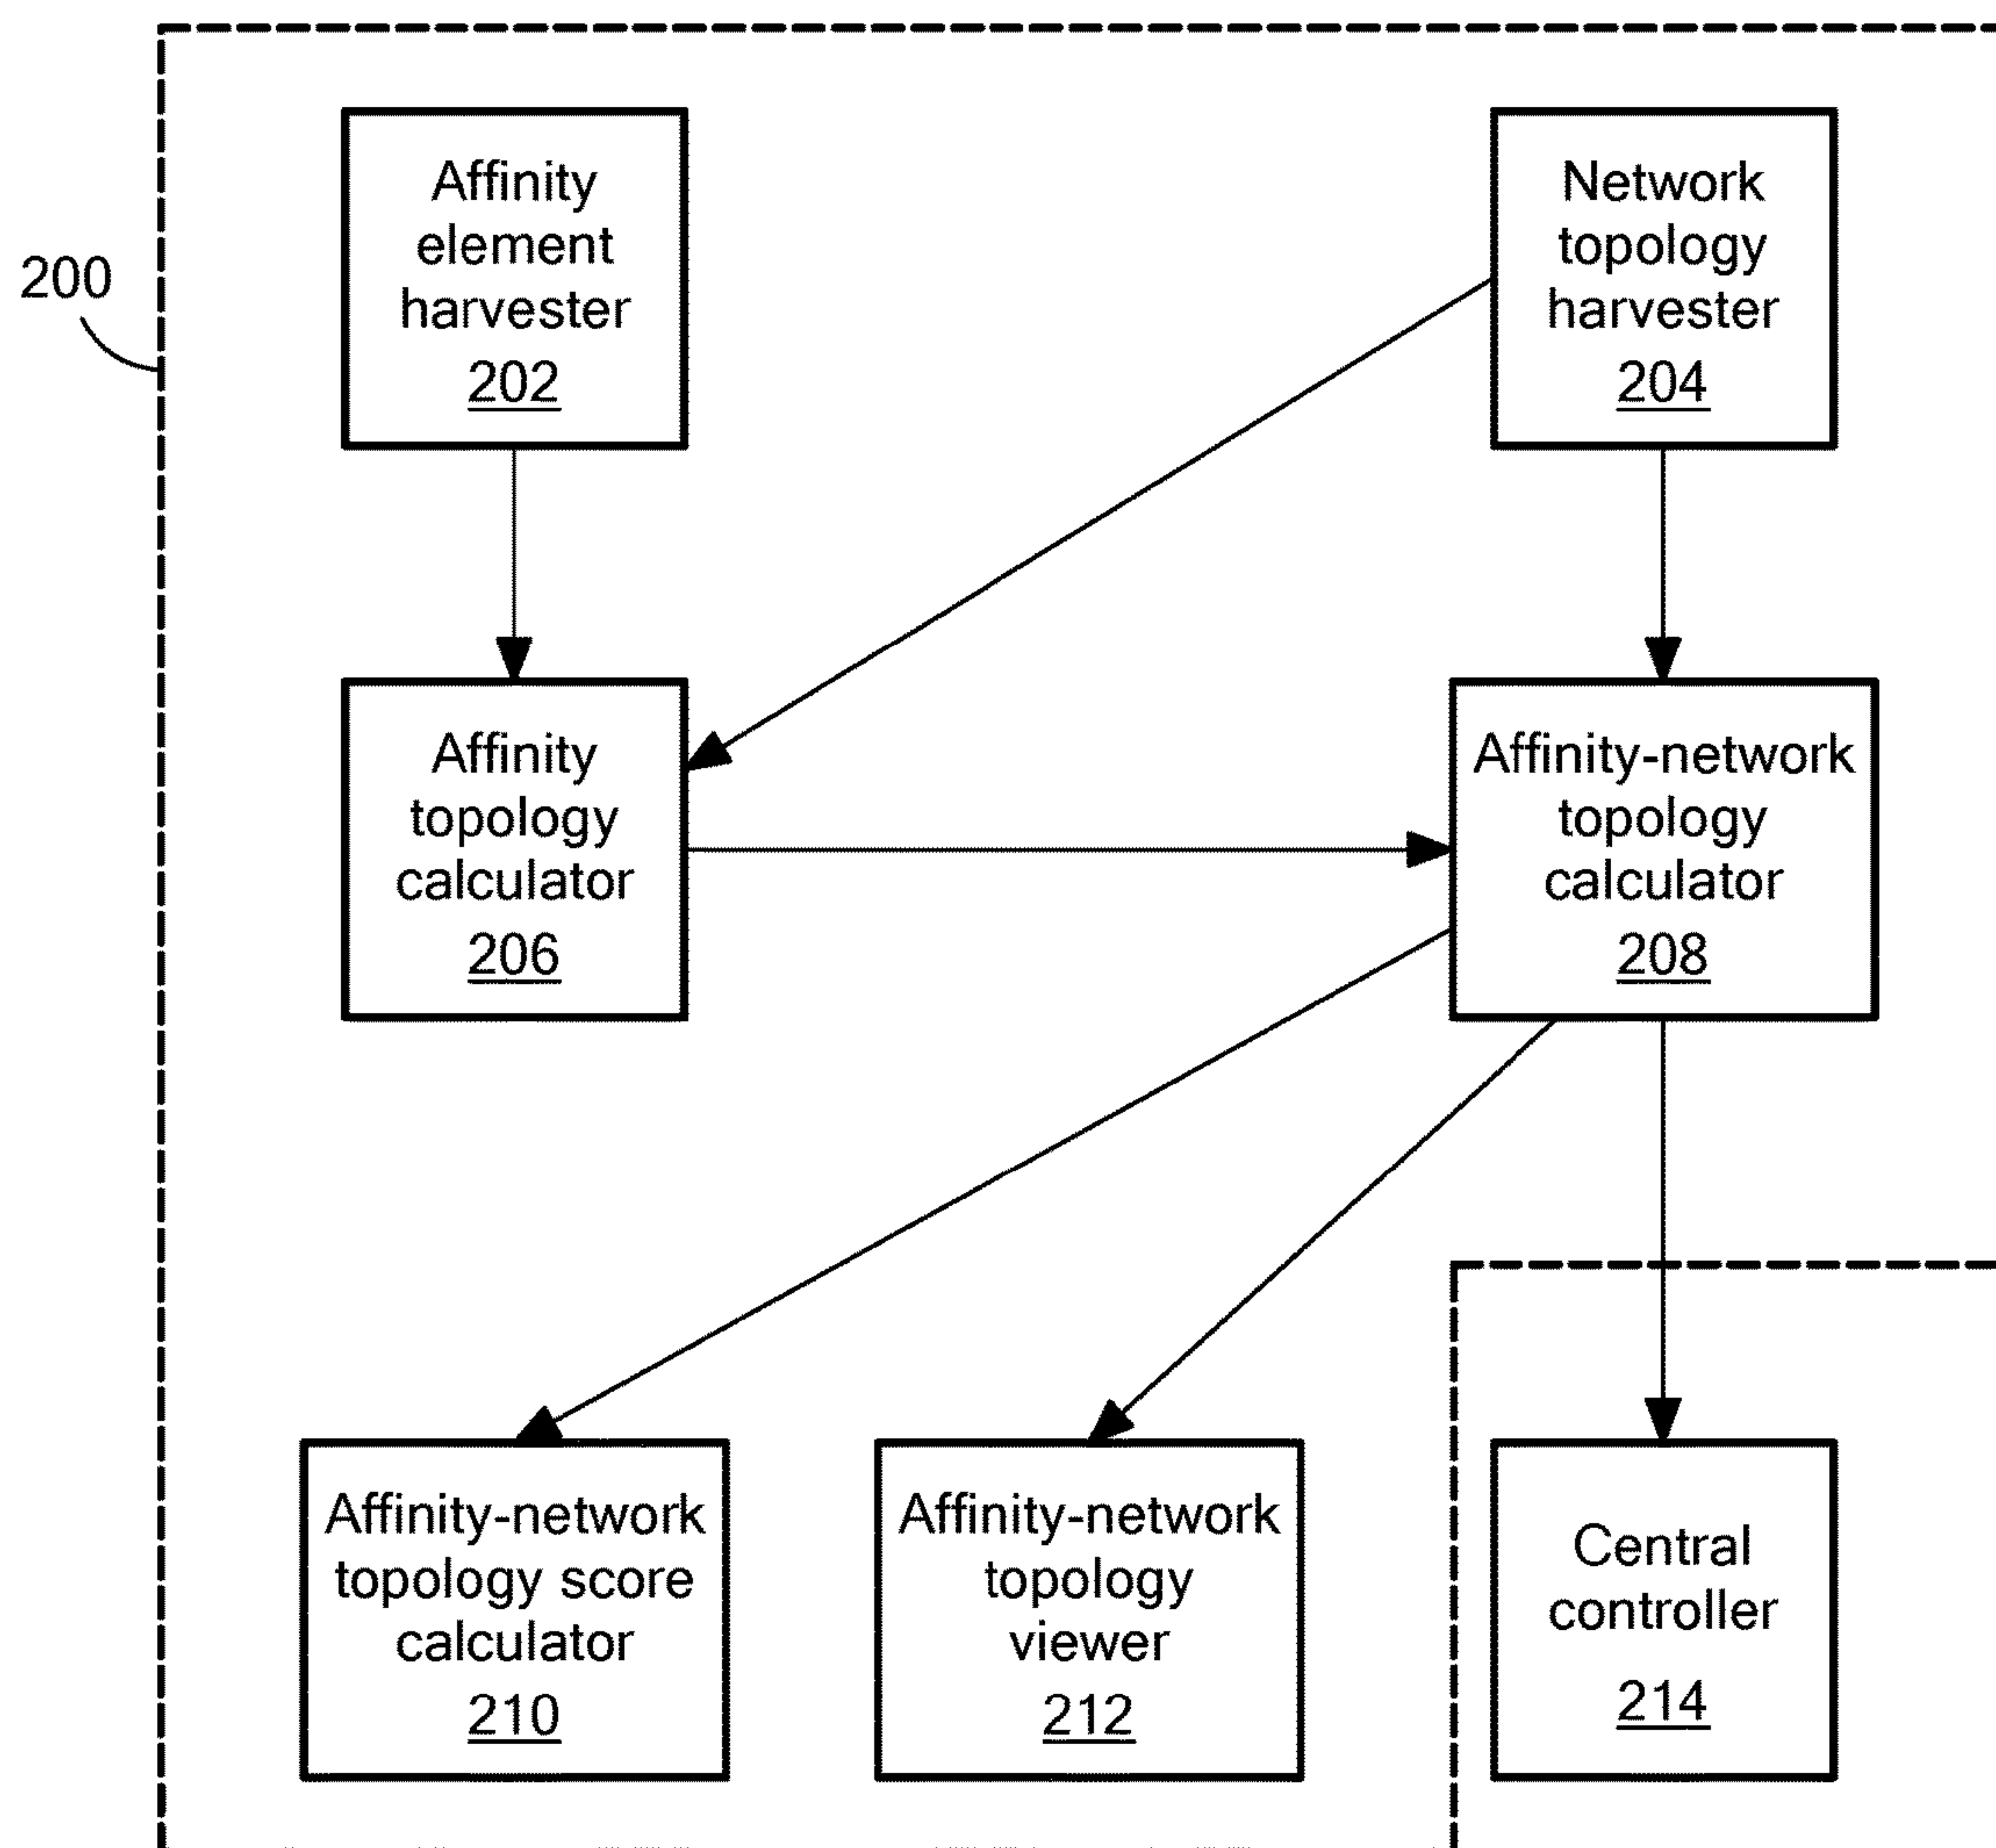 Affinity
element
harvester
202
Network
topology
harvester
204
200
Affinity
topology
calculator
206
Affinity-network
topology
calculator
208
Affinity-network
topology score
calculator
210
Affinity-network
topology
viewer
212
Central
controller
214